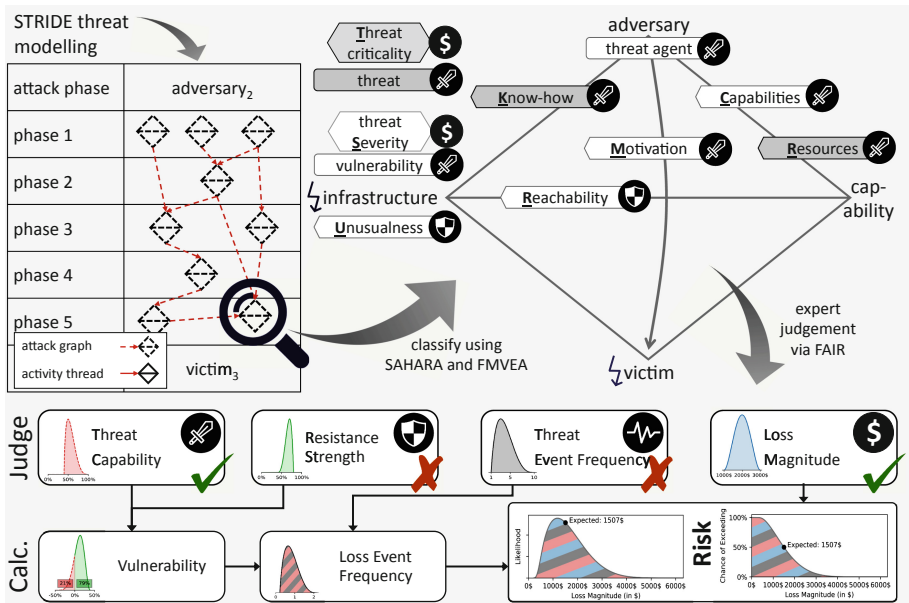 STRIDE threat
modelling
attack phase
adversary2
phase 1
phase 2
phase 3
phase 4
phase 5
attack graph
activity thread
victim3
Threat
criticality
$
threat
threat
Severity
$
vulnerability
infrastructure
Unusualness
adversary
threat agent
Know-how
Capabilities
Motivation
Resources
Reachability
cap-
ability
victim
classify using
SAHARA and FMVEA
expert
judgement
via FAIR
Judge
Threat
Capability
0% 50% 100%
Resistance
Strength
0% 50% 100%
Threat
Event Frequency
1 5 10
Loss
Magnitude
$
1000$ 2000$ 3000$
Calc.
21% 79%
-50% 0% 50%
Vulnerability
0 1 2
Loss Event
Frequency
Likelihood
Expected: 1507$
0$ 1000$ 2000$ 3000$ 4000$ 5000$ 6000$
Loss Magnitude (in $)
Risk
Chance of Exceeding
100%
50%
0%
Expected: 1507$
0$ 1000$ 2000$ 3000$ 4000$ 5000$ 6000$
Loss Magnitude (in $)